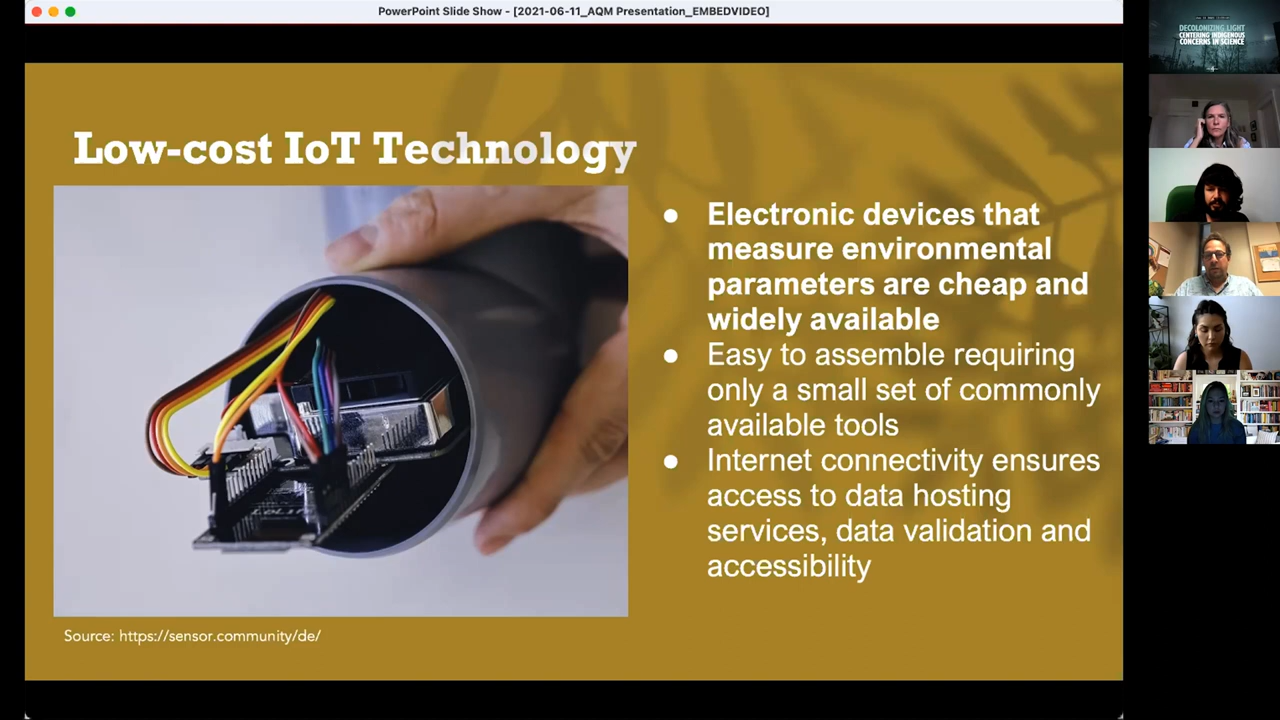 PowerPoint Slide Show - [2021-06-11_AQM Presentation_EMBEDVIDEO]
Low-cost IoT Technology
● Electronic devices that
measure environmental
parameters are cheap and
widely available
● Easy to assemble requiring
only a small set of commonly
available tools
● Internet connectivity ensures
access to data hosting
services, data validation and
accessibility
Source: https://sensor.community/de/
DECOLONIZING LIGHT
CENTERING INDIGENOUS
CONCERNS IN SCIENCE